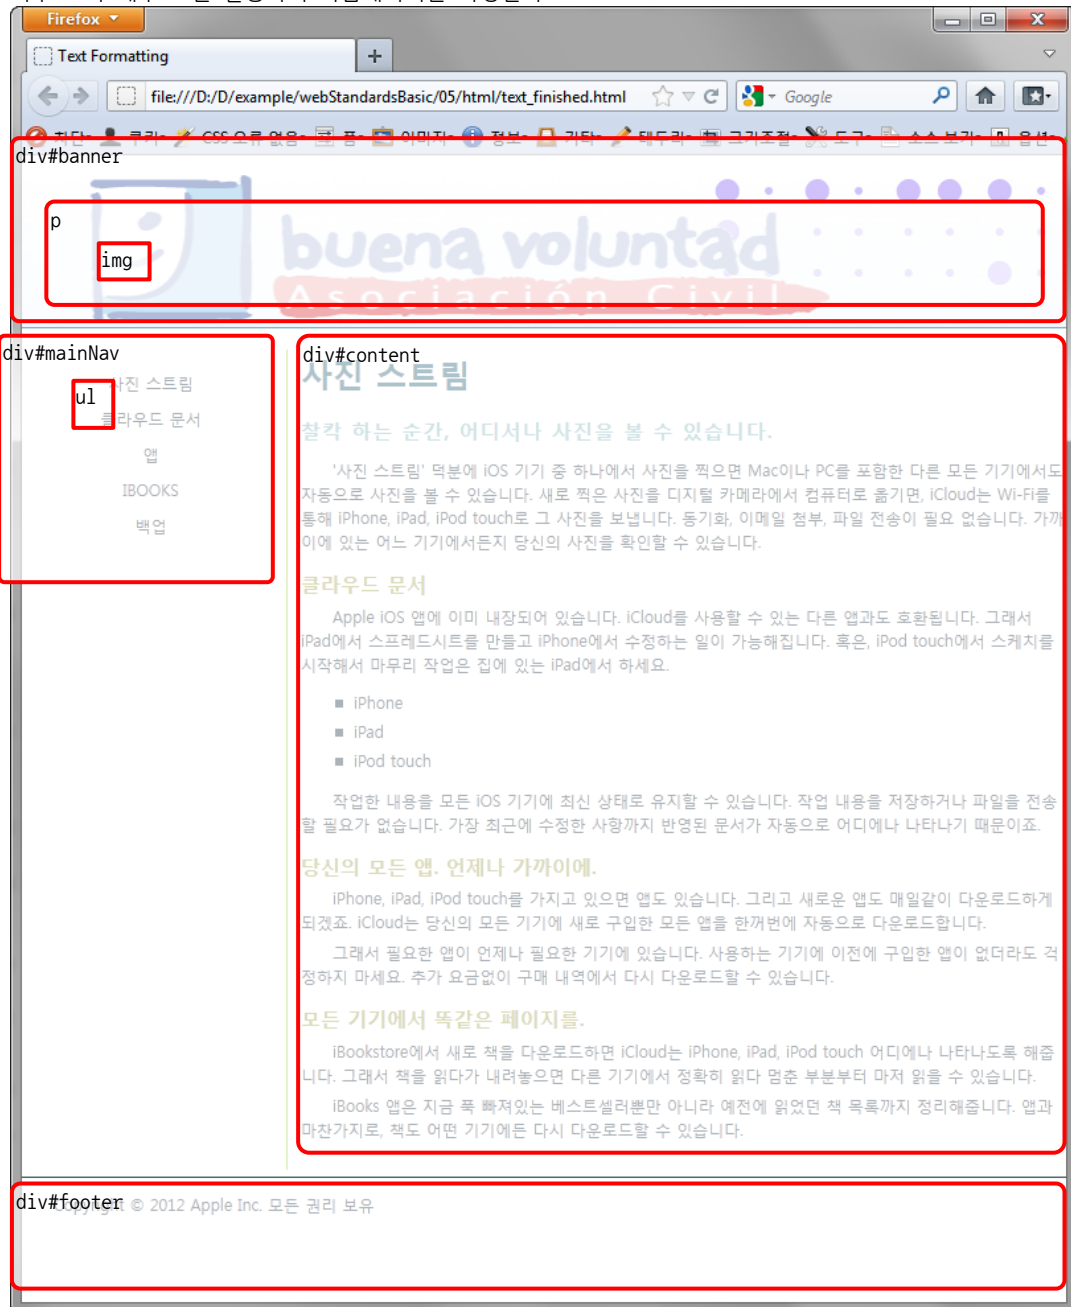 Firefox
Text Formatting
file:///D:/D/example/webStandardsBasic/05/html/text_finished.html
Google
div#banner
p
img
buena voluntad
Asociación Civil
div#mainNav
ul
사진 스트림
클라우드 문서
앱
IBOOKS
백업
div#content
사진 스트림
찰칵 하는 순간, 어디서나 사진을 볼 수 있습니다.
'사진 스트림' 덕분에 iOS 기기 중 하나에서 사진을 찍으면 Mac이나 PC를 포함한 다른 모든 기기에서도
자동으로 사진을 볼 수 있습니다. 새로 찍은 사진을 디지털 카메라에서 컴퓨터로 옮기면, iCloud는 Wi-Fi를
통해 iPhone, iPad, iPod touch로 그 사진을 보냅니다. 동기화, 이메일 첨부, 파일 전송이 필요 없습니다. 가까
이에 있는 어느 기기에서든지 당신의 사진을 확인할 수 있습니다.
클라우드 문서
Apple iOS 앱에 이미 내장되어 있습니다. iCloud를 사용할 수 있는 다른 앱과도 호환됩니다. 그래서
iPad에서 스프레드시트를 만들고 iPhone에서 수정하는 일이 가능해집니다. 혹은, iPod touch에서 스케치를
시작해서 마무리 작업은 집에 있는 iPad에서 하세요.
iPhone
iPad
iPod touch
작업한 내용을 모든 iOS 기기에 최신 상태로 유지할 수 있습니다. 작업 내용을 저장하거나 파일을 전송
할 필요가 없습니다. 가장 최근에 수정한 사항까지 반영된 문서가 자동으로 어디에나 나타나기 때문이죠.
당신의 모든 앱. 언제나 가까이에.
iPhone, iPad, iPod touch를 가지고 있으면 앱도 있습니다. 그리고 새로운 앱도 매일같이 다운로드하게
되겠죠. iCloud는 당신의 모든 기기에 새로 구입한 모든 앱을 한꺼번에 자동으로 다운로드합니다.
그래서 필요한 앱이 언제나 필요한 기기에 있습니다. 사용하는 기기에 이전에 구입한 앱이 없더라도 걱
정하지 마세요. 추가 요금없이 구매 내역에서 다시 다운로드할 수 있습니다.
모든 기기에서 똑같은 페이지를.
iBookstore에서 새로 책을 다운로드하면 iCloud는 iPhone, iPad, iPod touch 어디에나 나타나도록 해줍
니다. 그래서 책을 읽다가 내려놓으면 다른 기기에서 정확히 읽다 멈춘 부분부터 마저 읽을 수 있습니다.
iBooks 앱은 지금 푹 빠져있는 베스트셀러뿐만 아니라 예전에 읽었던 책 목록까지 정리해줍니다. 앱과
마찬가지로, 책도 어떤 기기에든 다시 다운로드할 수 있습니다.
div#footer
Copyright © 2012 Apple Inc. 모든 권리 보유